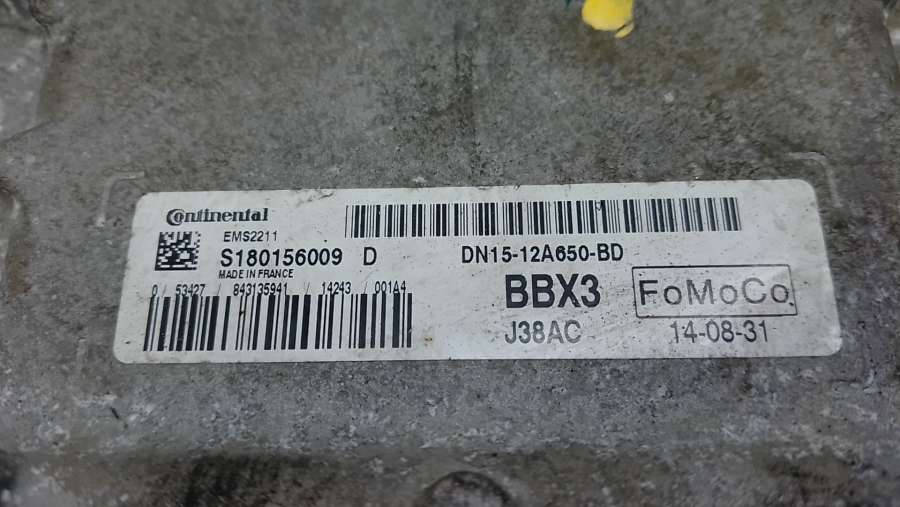 Continental
EMS2211
S180156009 D
MADE IN FRANCE
0 / 53427 / 843135941 / 14243 / 001A4
DN15-12A650-BD
BBX3
FoMoCo
J38AC
14-08-31